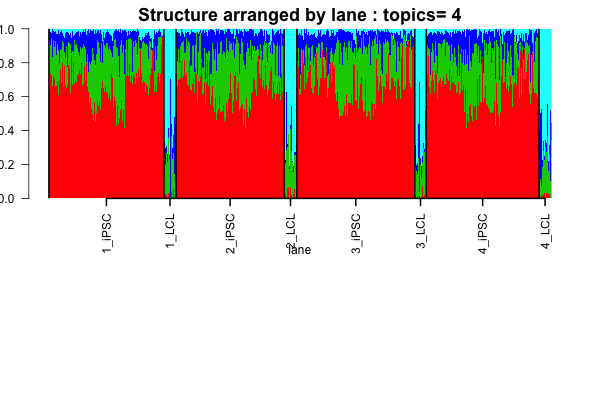 Structure arranged by lane : topics= 4
1.0
0.8
0.6
0.4
0.2
0.0
1_iPSC
1_LCL
2_iPSC
2_LCL
3_iPSC
3_LCL
4_iPSC
4_LCL
lane